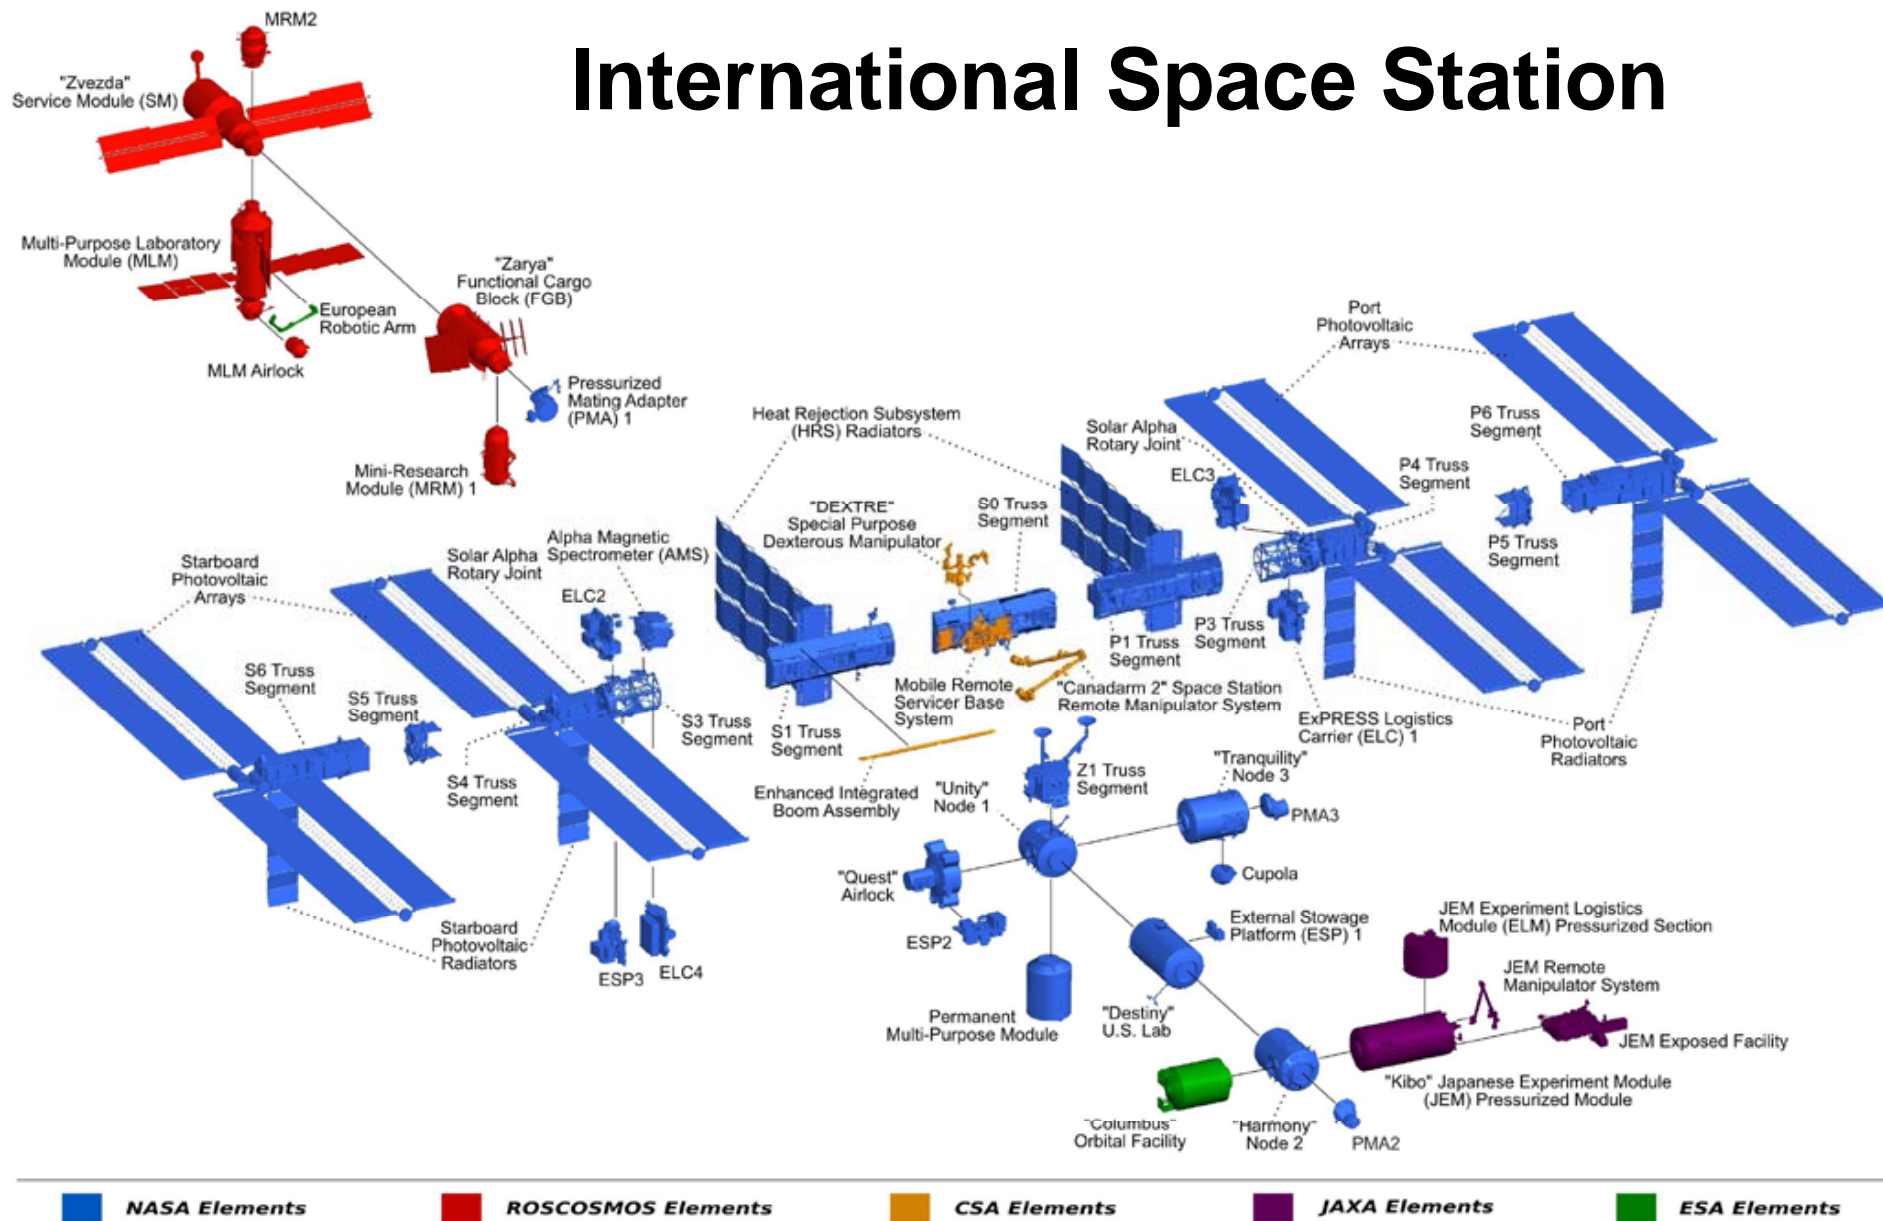 International Space Station
MRM2
"Zvezda"
Service Module (SM)
Multi-Purpose Laboratory
Module (MLM)
European
Robotic Arm
MLM Airlock
"Zarya"
Functional Cargo
Block (FGB)
Pressurized
Mating Adapter
(PMA) 1
Mini-Research
Module (MRM) 1
Heat Rejection Subsystem
(HRS) Radiators
Port
Photovoltaic
Arrays
Solar Alpha
Rotary Joint
ELC3
P6 Truss
Segment
P4 Truss
Segment
P5 Truss
Segment
"DEXTRE"
Special Purpose
Dexterous Manipulator
S0 Truss
Segment
Alpha Magnetic
Spectrometer (AMS)
Solar Alpha
Rotary Joint
ELC2
Starboard
Photovoltaic
Arrays
S6 Truss
Segment
S5 Truss
Segment
S4 Truss
Segment
S3 Truss
Segment
S1 Truss
Segment
Mobile Remote
Servicer Base
System
"Canadarm 2" Space Station
Remote Manipulator System
P1 Truss
Segment
P3 Truss
Segment
ExPRESS Logistics
Carrier (ELC) 1
Port
Photovoltaic
Radiators
Enhanced Integrated
Boom Assembly
"Unity"
Node 1
Z1 Truss
Segment
"Tranquility"
Node 3
PMA3
Cupola
"Quest"
Airlock
ESP2
External Stowage
Platform (ESP) 1
Starboard
Photovoltaic
Radiators
ESP3
ELC4
Permanent
Multi-Purpose Module
"Destiny"
U.S. Lab
JEM Experiment Logistics
Module (ELM) Pressurized Section
JEM Remote
Manipulator System
JEM Exposed Facility
"Kibo" Japanese Experiment Module
(JEM) Pressurized Module
"Columbus"
Orbital Facility
"Harmony"
Node 2
PMA2
NASA Elements
ROSCOSMOS Elements
CSA Elements
JAXA Elements
ESA Elements